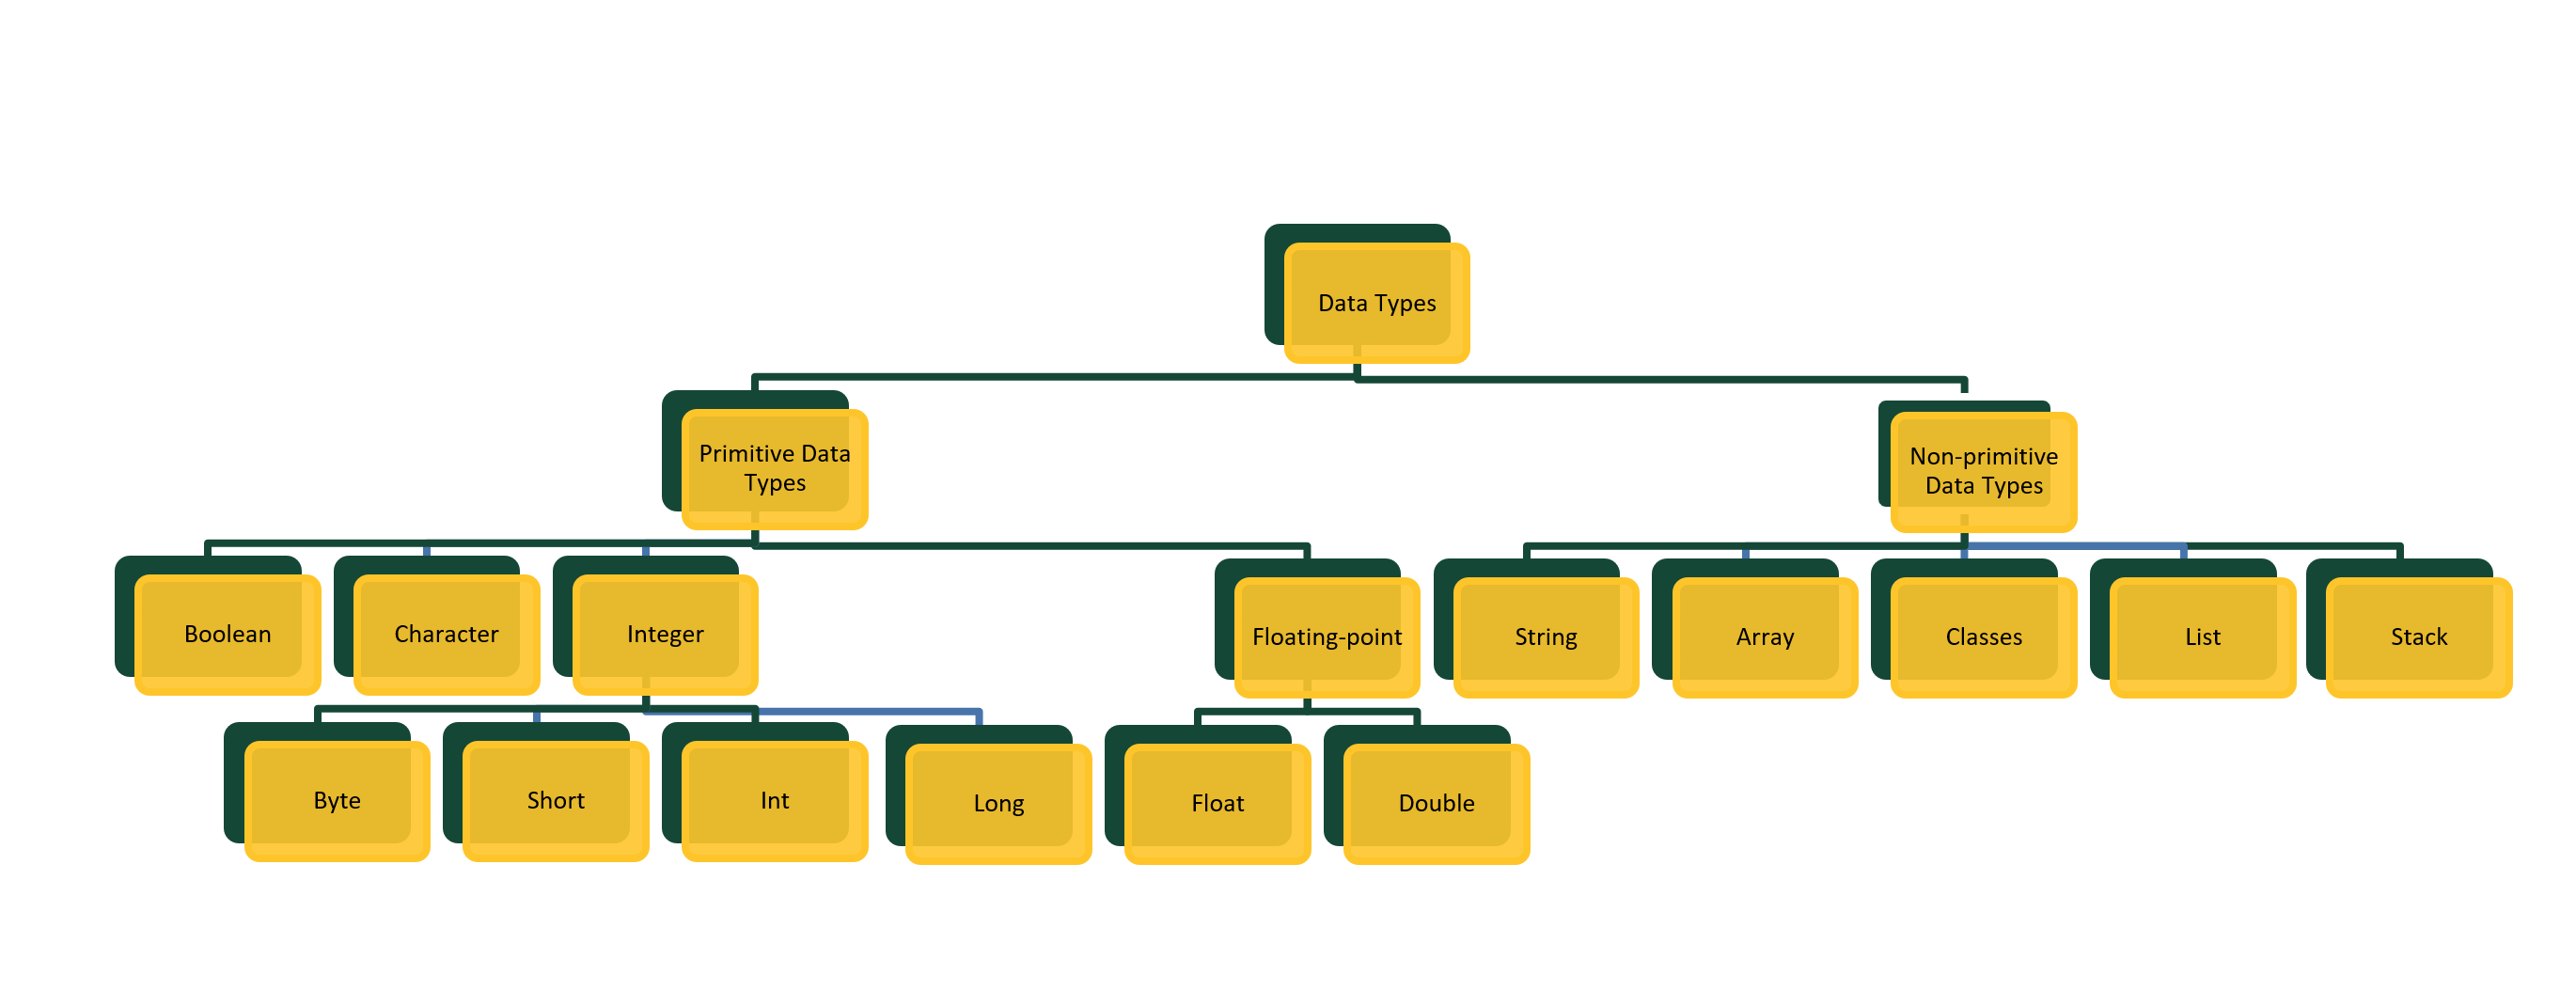 Data Types
Primitive Data
Types
Non-primitive
Data Types
Boolean
Character
Integer
Floating-point
String
Array
Classes
List
Stack
Byte
Short
Int
Long
Float
Double